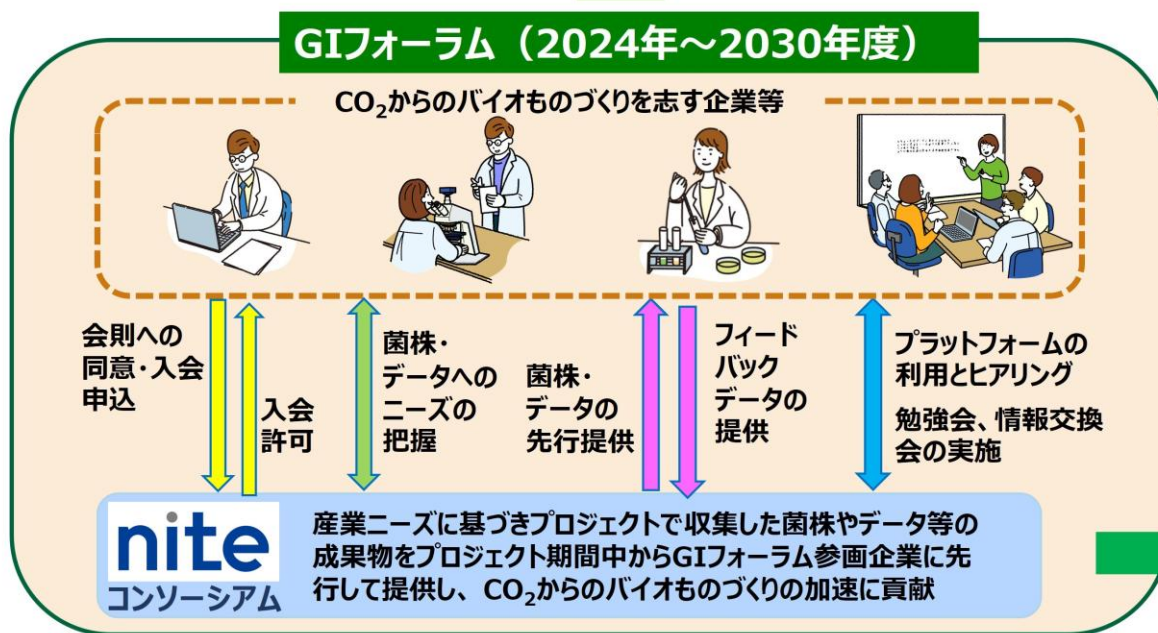 GIフォーラム（2024年～2030年度）
CO₂からのバイオものづくりを志す企業等
会則への
同意・入会
申込
入会
許可
菌株・
データへの
ニーズの
把握
菌株・
データの
先行提供
フィード
バック
データの
提供
プラットフォームの
利用とヒアリング
勉強会、情報交換
会の実施
nite
コンソーシアム
産業ニーズに基づきプロジェクトで収集した菌株やデータ等の
成果物をプロジェクト期間中からGIフォーラム参画企業に先
行して提供し、CO₂からのバイオものづくりの加速に貢献